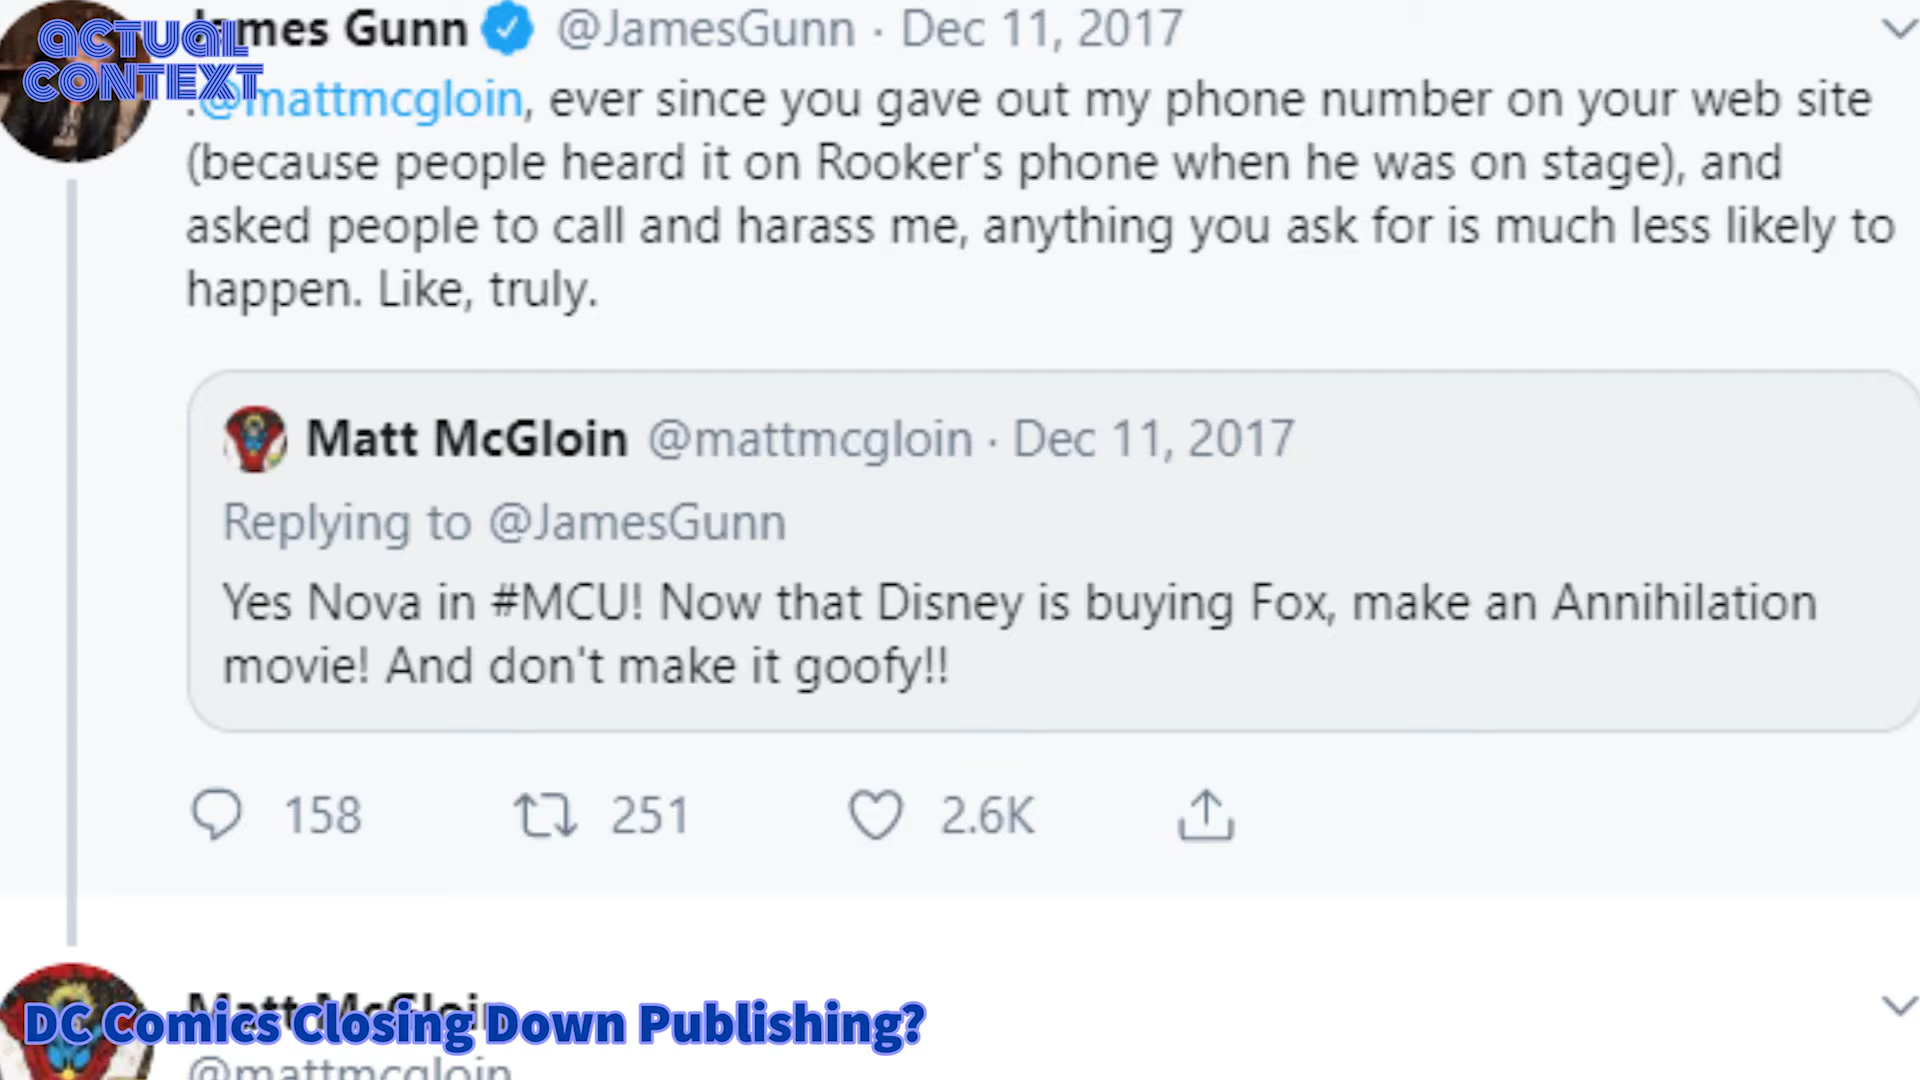 James Gunn @JamesGunn · Dec 11, 2017
ACTUAL
CONTEXT
.@mattmcgloin, ever since you gave out my phone number on your web site
(because people heard it on Rooker's phone when he was on stage), and
asked people to call and harass me, anything you ask for is much less likely to
happen. Like, truly.
Matt McGloin @mattmcgloin · Dec 11, 2017
Replying to @JamesGunn
Yes Nova in #MCU! Now that Disney is buying Fox, make an Annihilation
movie! And don't make it goofy!!
158 251 2.6K
Matt McGloin
DC Comics Closing Down Publishing?
@mattmcgloin